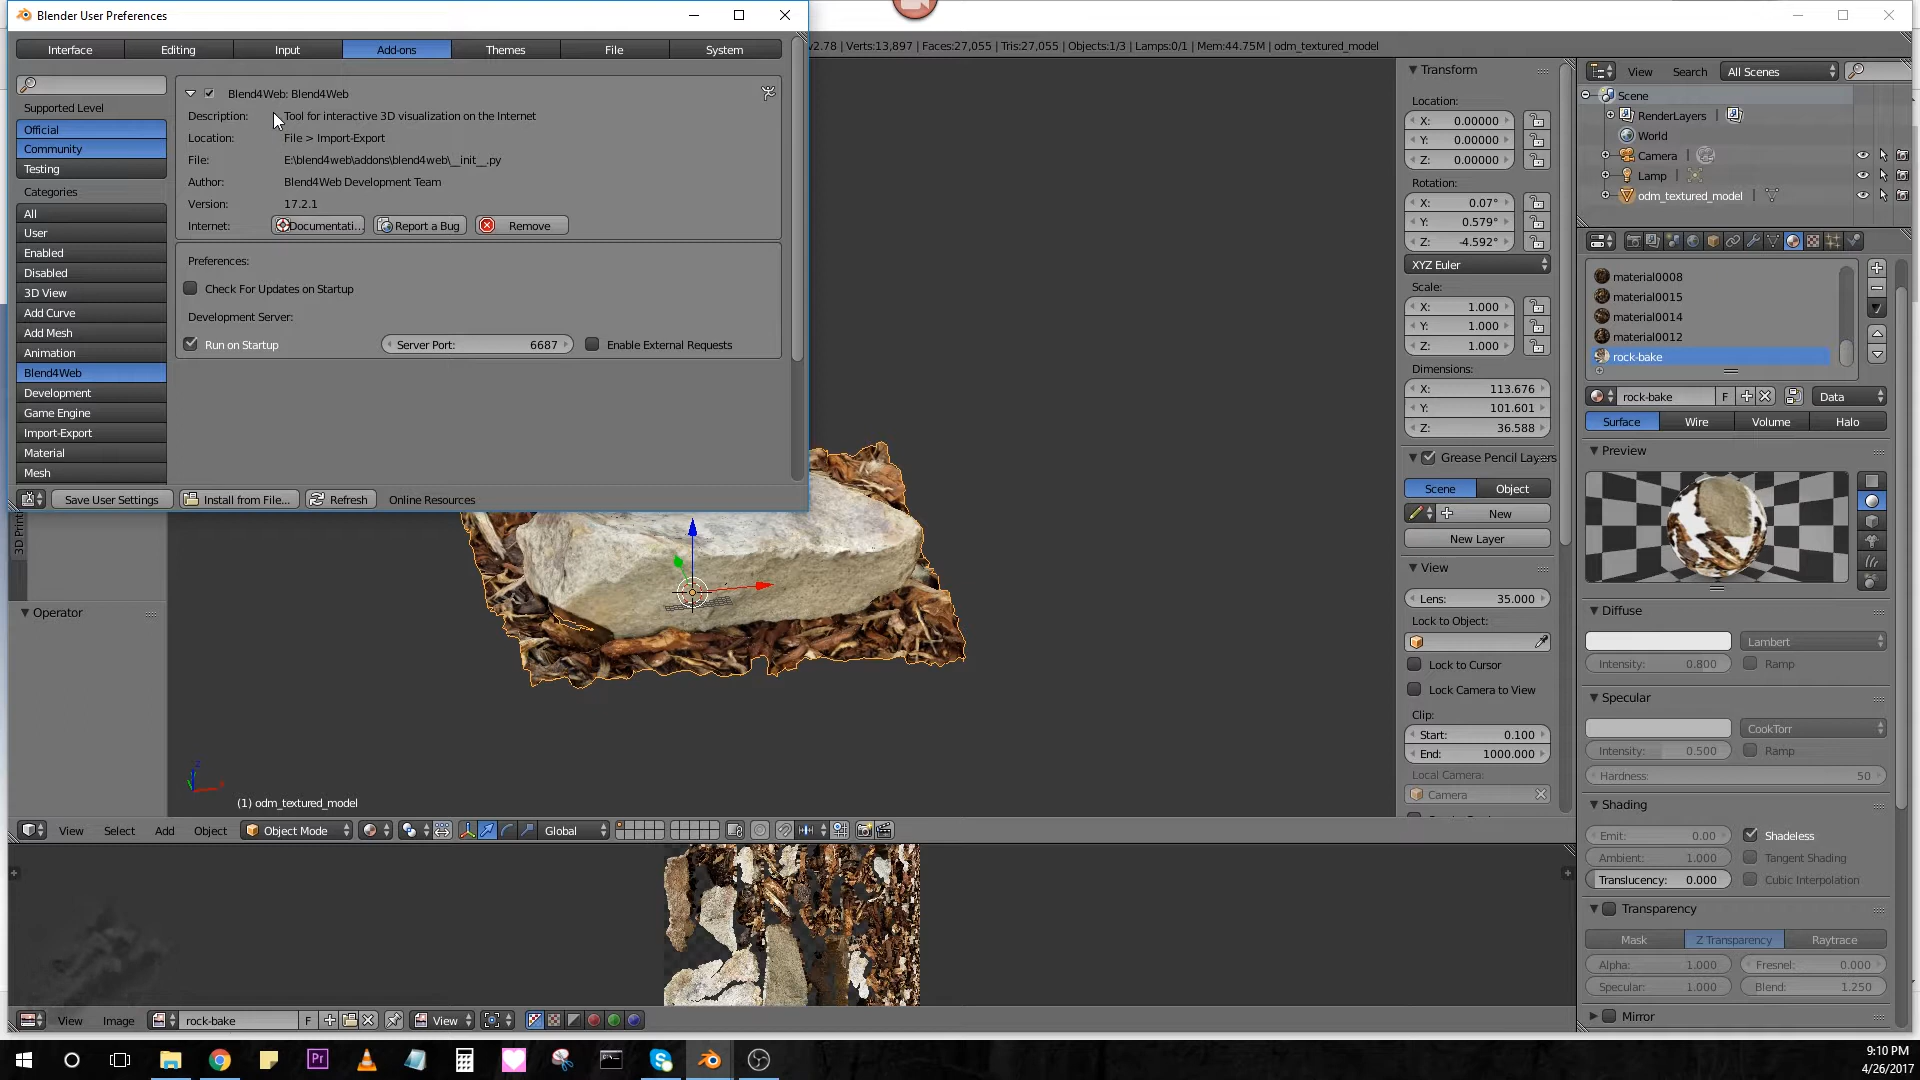 Blender User Preferences
Interface Editing Input Add-ons Themes File System
v2.78 | Verts:13,897 | Faces:27,055 | Tris:27,055 | Objects:1/3 | Lamps:0/1 | Mem:44.75M | odm_textured_model
Supported Level
Official
Community
Testing
Categories
All
User
Enabled
Disabled
3D View
Add Curve
Add Mesh
Animation
Blend4Web
Development
Game Engine
Import-Export
Material
Mesh
Blend4Web: Blend4Web
Description: Tool for interactive 3D visualization on the Internet
Location: File > Import-Export
File: E:\blend4web\addons\blend4web\__init__.py
Author: Blend4Web Development Team
Version: 17.2.1
Internet: Documentati... Report a Bug Remove
Preferences:
Check For Updates on Startup
Development Server:
Run on Startup Server Port: 6687 Enable External Requests
Save User Settings Install from File... Refresh Online Resources
3D Print
Operator
(1) odm_textured_model
View Select Add Object Object Mode Global
View Image rock-bake F View
Transform
Location:
X: 0.00000
Y: 0.00000
Z: 0.00000
Rotation:
X: 0.07°
Y: 0.579°
Z: -4.592°
XYZ Euler
Scale:
X: 1.000
Y: 1.000
Z: 1.000
Dimensions:
X: 113.676
Y: 101.601
Z: 36.588
Grease Pencil Layers
Scene Object
New
New Layer
View
Lens: 35.000
Lock to Object:
Lock to Cursor
Lock Camera to View
Clip:
Start: 0.100
End: 1000.000
Local Camera:
Camera
View Search All Scenes
Scene
RenderLayers
World
Camera
Lamp
odm_textured_model
material0008
material0015
material0014
material0012
rock-bake
rock-bake F Data
Surface Wire Volume Halo
Preview
Diffuse
Lambert
Intensity: 0.800 Ramp
Specular
CookTorr
Intensity: 0.500 Ramp
Hardness: 50
Shading
Emit: 0.00 Shadeless
Ambient: 1.000 Tangent Shading
Translucency: 0.000 Cubic Interpolation
Transparency
Mask Z Transparency Raytrace
Alpha: 1.000 Fresnel: 0.000
Specular: 1.000 Blend: 1.250
Mirror
Pr
9:10 PM
4/26/2017